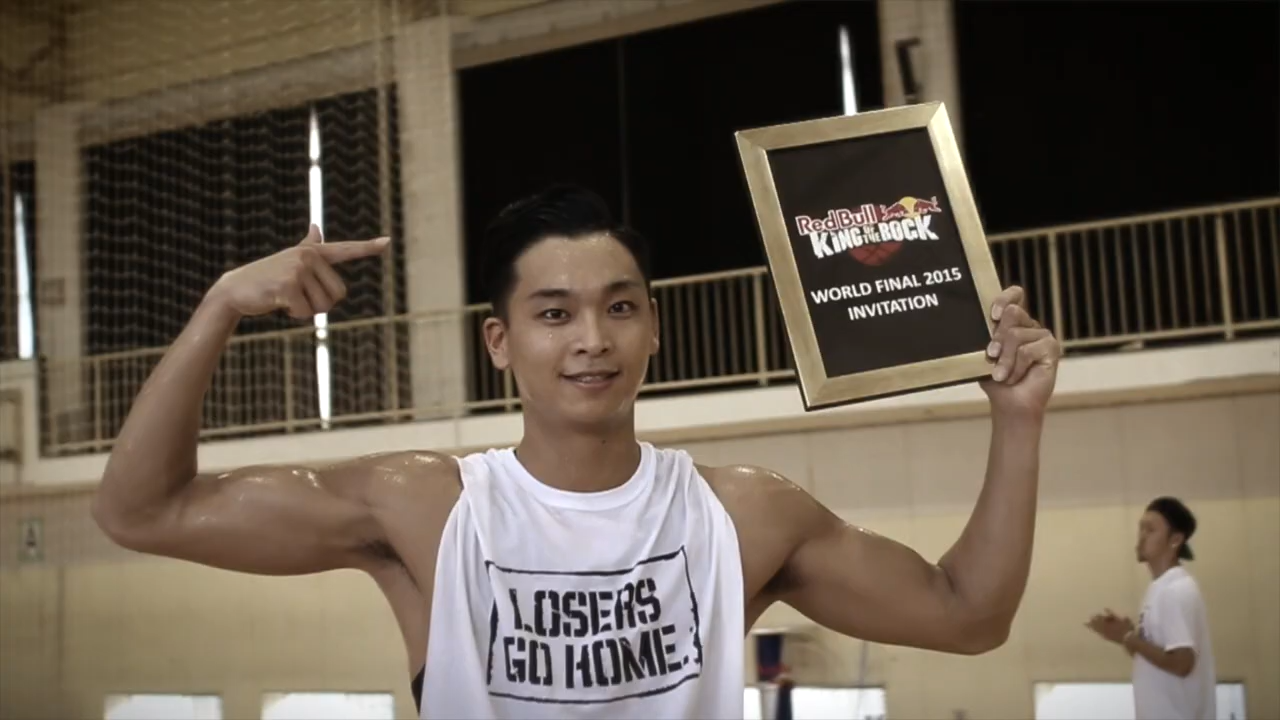 Red Bull
KiNG OF THE ROCK
WORLD FINAL 2015
INVITATION
LOSERS
GO HOME.